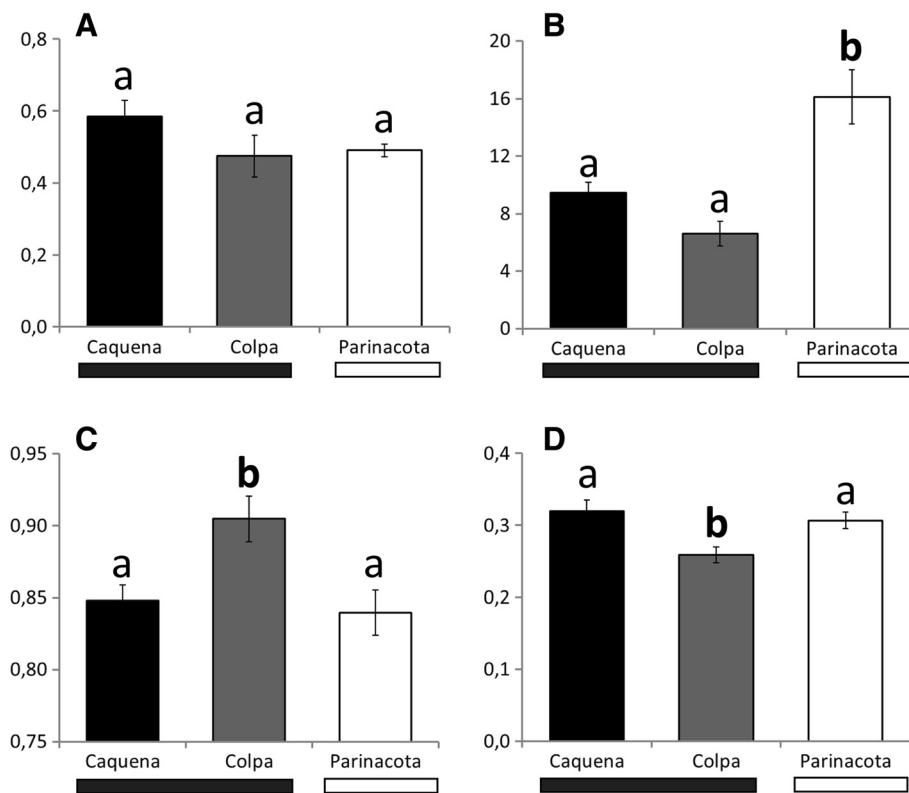 A
0,8
0,6
0,4
0,2
0,0
a
a
a
Caquena Colpa Parinacota
B
20
16
12
8
4
0
a
a
b
Caquena Colpa Parinacota
C
0,95
0,90
0,85
0,80
0,75
a
b
a
Caquena Colpa Parinacota
D
0,4
0,3
0,2
0,1
0,0
a
b
a
Caquena Colpa Parinacota